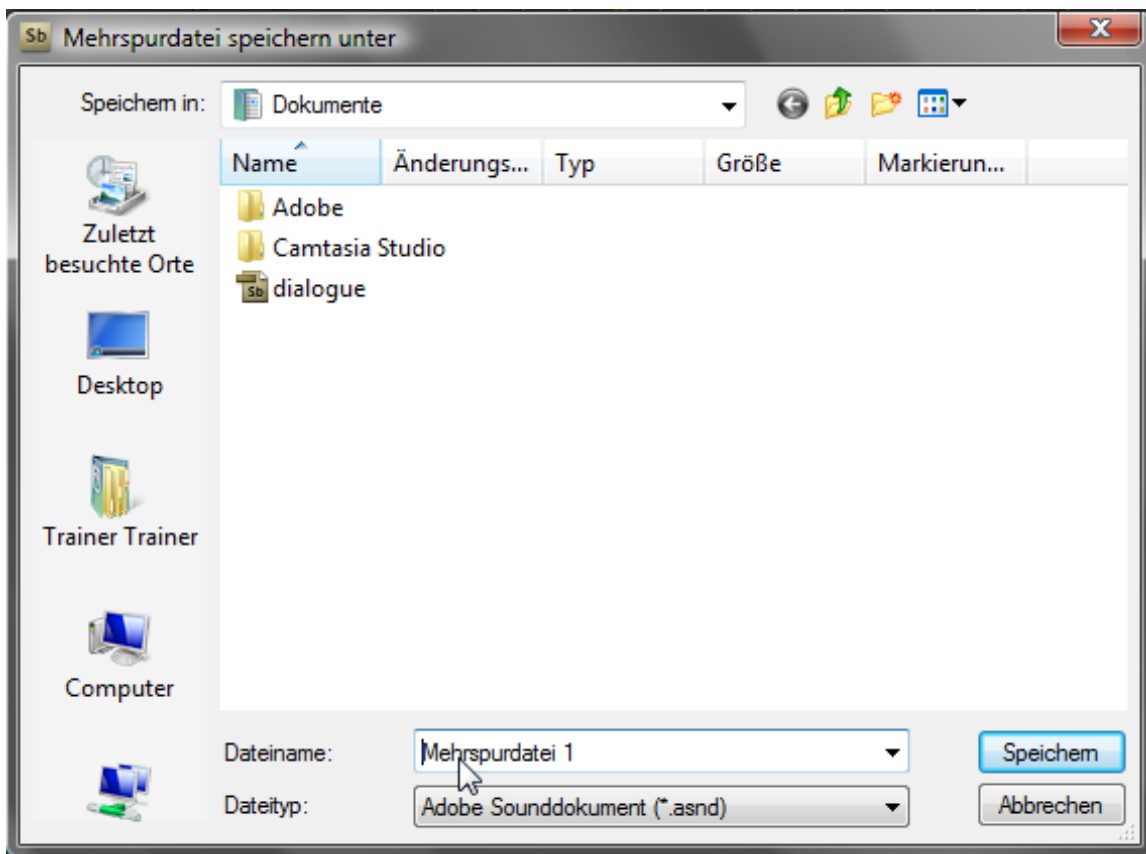 Sb Mehrspurdatei speichern unter
X
Speichern in: Dokumente
Name Änderungs... Typ Größe Markierun...
Adobe
Camtasia Studio
Sb dialogue
Zuletzt
besuchte Orte
Desktop
Trainer Trainer
Computer
Dateiname: Mehrspurdatei 1 Speichern
Dateityp: Adobe Sounddokument (*.asnd) Abbrechen